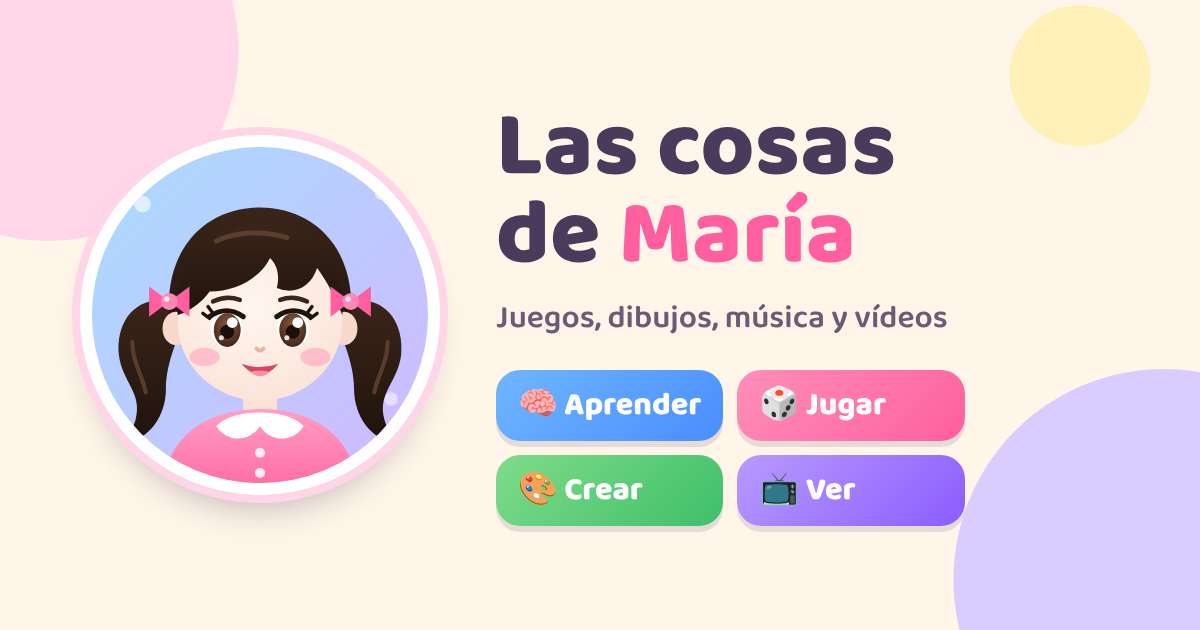 Las cosas
de María
Juegos, dibujos, música y vídeos
Aprender
Jugar
Crear
Ver